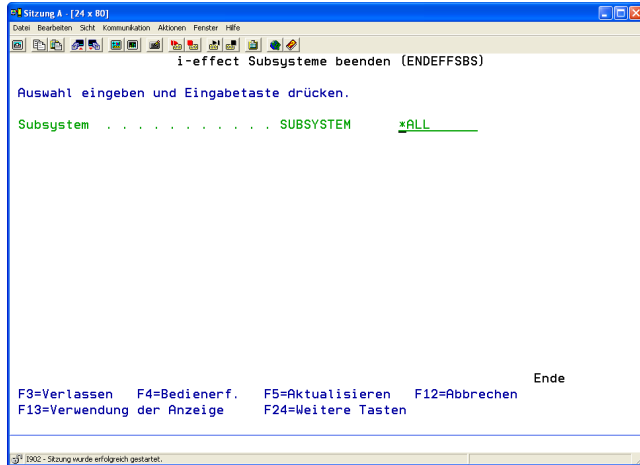 Sitzung A - [24 x 80]
Datei Bearbeiten Sicht Kommunikation Aktionen Fenster Hilfe
i-effect Subsysteme beenden (ENDEFFSBS)
Auswahl eingeben und Eingabetaste drücken.
Subsystem . . . . . . . . . . . SUBSYSTEM *ALL
Ende
F3=Verlassen F4=Bedienerf. F5=Aktualisieren F12=Abbrechen
F13=Verwendung der Anzeige F24=Weitere Tasten
I902 - Sitzung wurde erfolgreich gestartet.